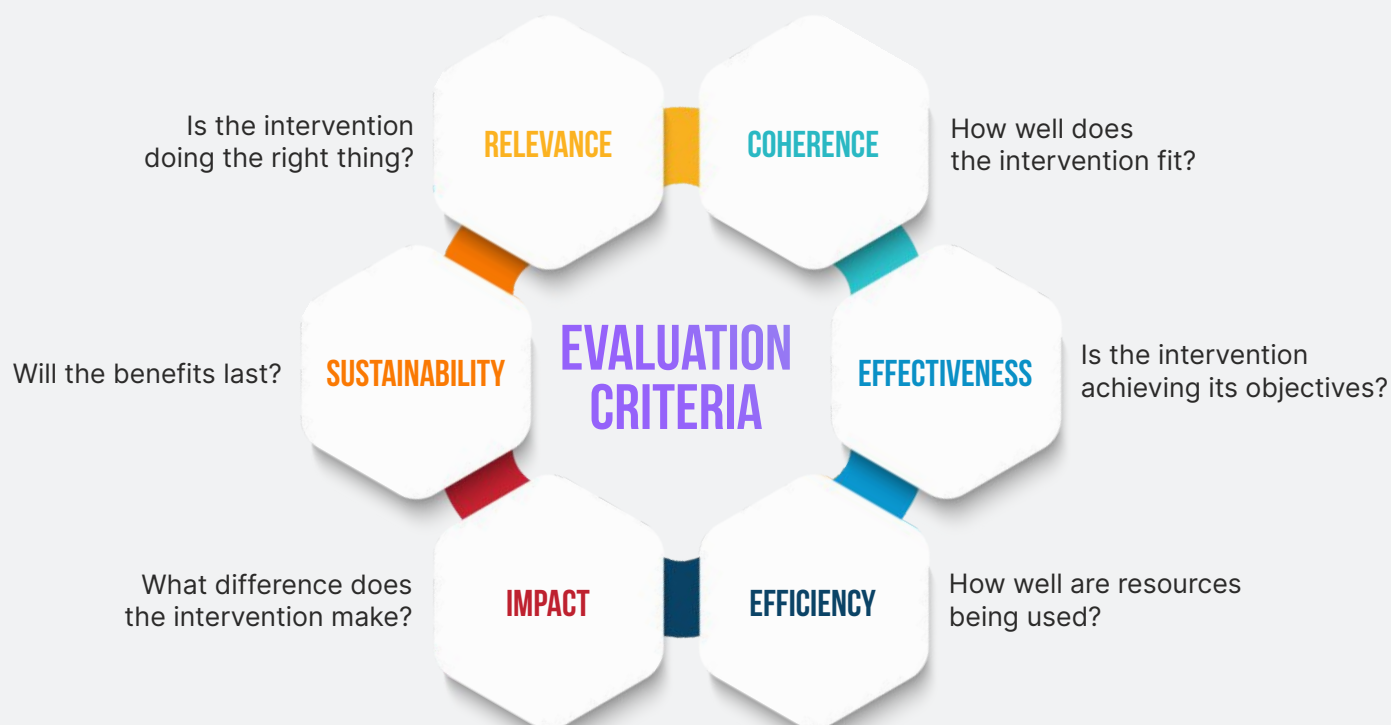 Is the intervention
doing the right thing?
RELEVANCE
COHERENCE
How well does
the intervention fit?
Will the benefits last?
SUSTAINABILITY
EVALUATION
CRITERIA
EFFECTIVENESS
Is the intervention
achieving its objectives?
What difference does
the intervention make?
IMPACT
EFFICIENCY
How well are resources
being used?